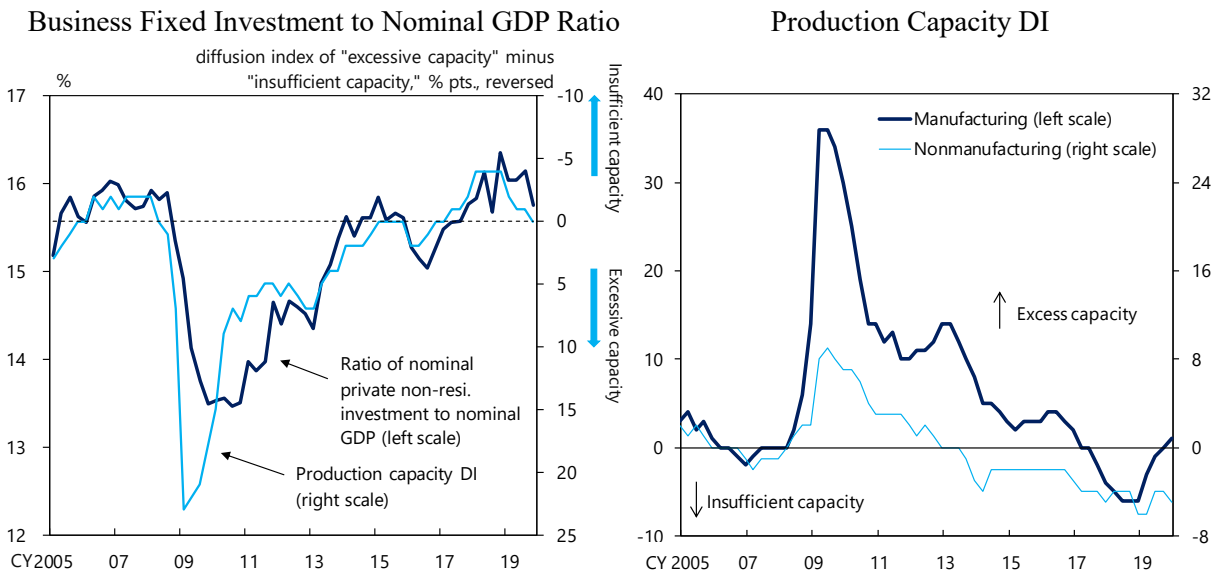 Business Fixed Investment to Nominal GDP Ratio
diffusion index of "excessive capacity" minus
"insufficient capacity," % pts., reversed
%
17
16
15
14
13
12
-10
-5
0
5
10
15
20
25
Insufficient capacity
Excessive capacity
Ratio of nominal
private non-resi.
investment to nominal
GDP (left scale)
Production capacity DI
(right scale)
CY 2005 07 09 11 13 15 17 19
Production Capacity DI
40
30
20
10
0
-10
32
24
16
8
0
-8
Manufacturing (left scale)
Nonmanufacturing (right scale)
Excess capacity
Insufficient capacity
CY 2005 07 09 11 13 15 17 19